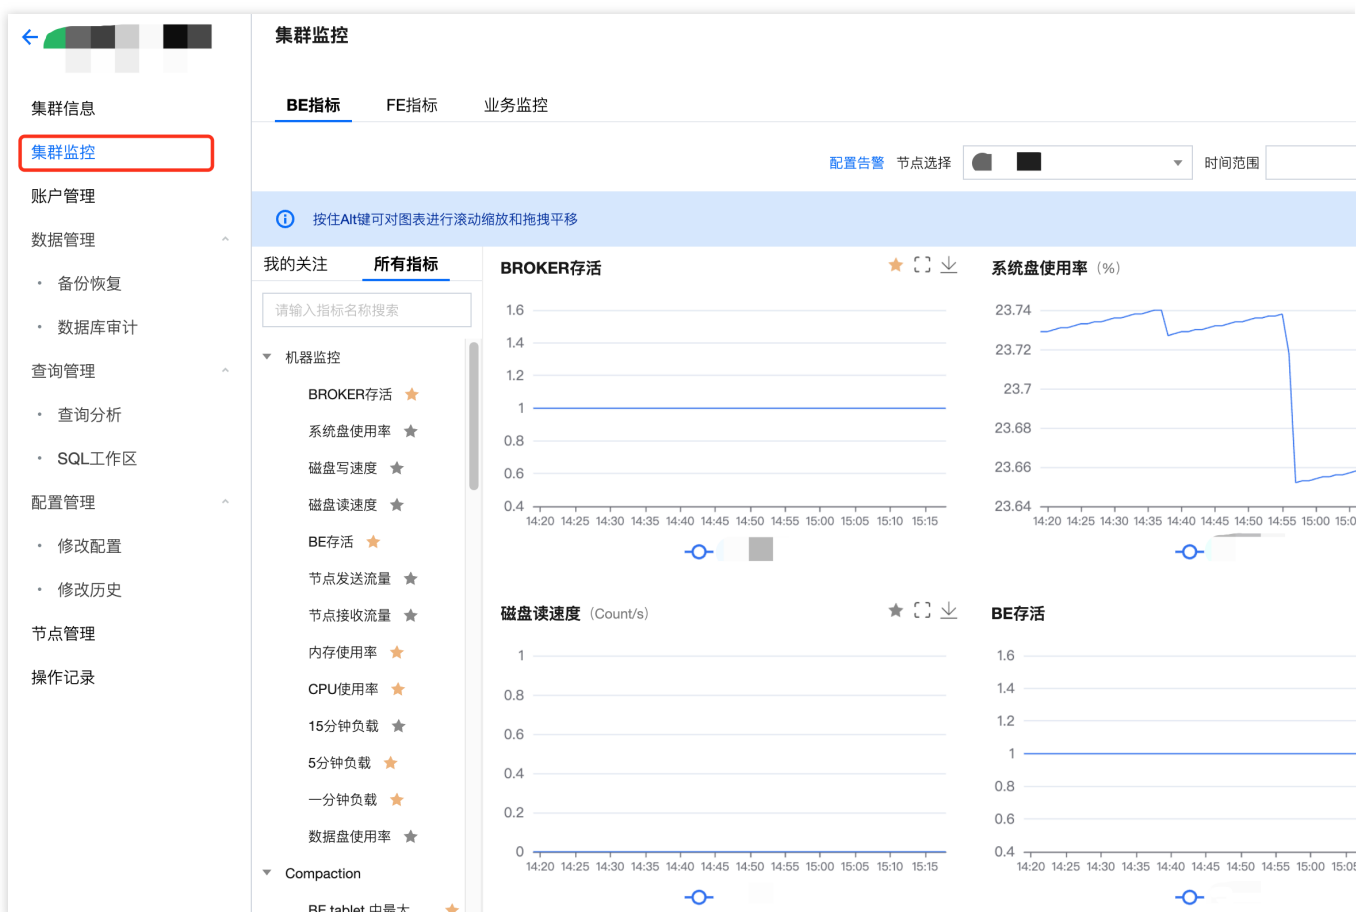 集群监控
集群信息
集群监控
账户管理
数据管理
备份恢复
数据库审计
查询管理
查询分析
SQL工作区
配置管理
修改配置
修改历史
节点管理
操作记录
BE指标 FE指标 业务监控
配置告警 节点选择 时间范围
按住Alt键可对图表进行滚动缩放和拖拽平移
我的关注 所有指标
请输入指标名称搜索
机器监控
BROKER存活
系统盘使用率
磁盘写速度
磁盘读速度
BE存活
节点发送流量
节点接收流量
内存使用率
CPU使用率
15分钟负载
5分钟负载
一分钟负载
数据盘使用率
Compaction
BE tablet 中最大
BROKER存活
1.6
1.4
1.2
1
0.8
0.6
0.4
14:20 14:25 14:30 14:35 14:40 14:45 14:50 14:55 15:00 15:05 15:10 15:15
系统盘使用率 (%)
23.74
23.72
23.7
23.68
23.66
23.64
14:20 14:25 14:30 14:35 14:40 14:45 14:50 14:55 15:00 15:0
磁盘读速度 (Count/s)
1
0.8
0.6
0.4
0.2
0
14:20 14:25 14:30 14:35 14:40 14:45 14:50 14:55 15:00 15:05 15:10 15:15
BE存活
1.6
1.4
1.2
1
0.8
0.6
0.4
14:20 14:25 14:30 14:35 14:40 14:45 14:50 14:55 15:00 15:05